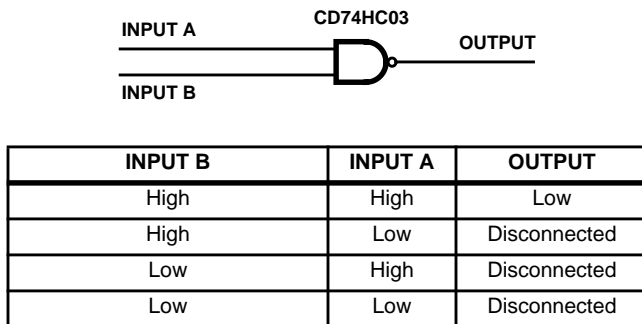 CD74HC03
INPUT A
OUTPUT
INPUT B
INPUT B INPUT A OUTPUT
High High Low
High Low Disconnected
Low High Disconnected
Low Low Disconnected